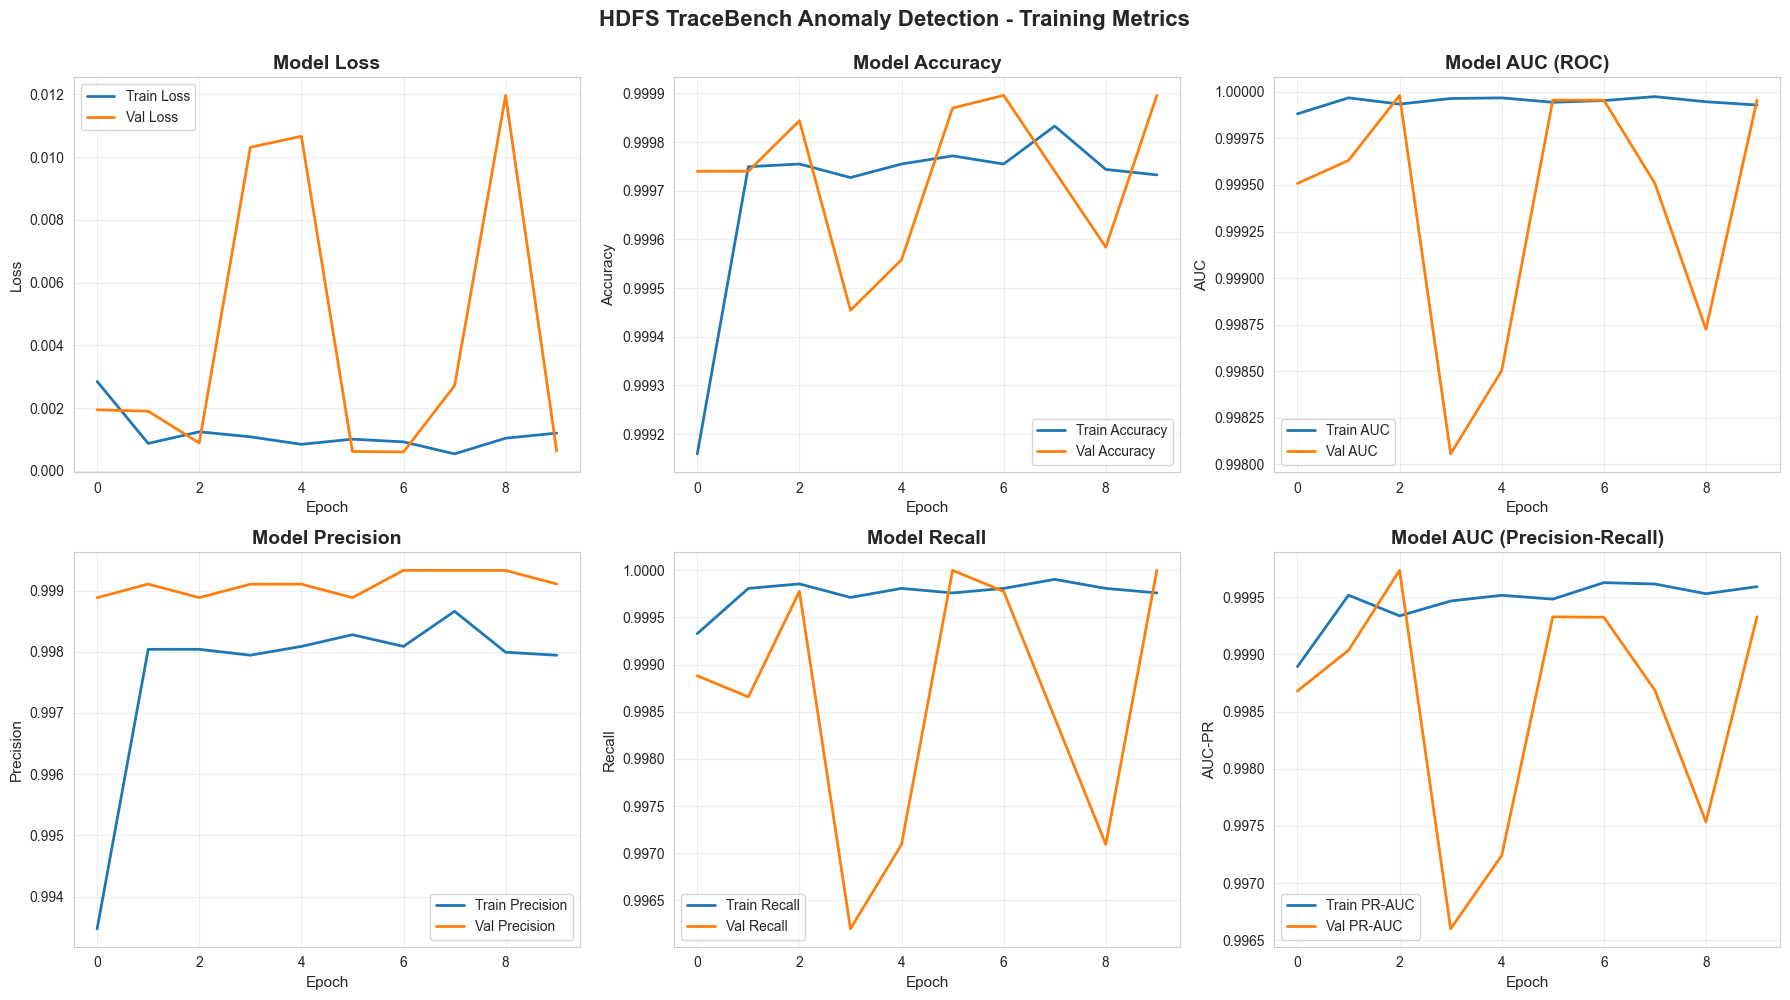 HDFS TraceBench Anomaly Detection - Training Metrics
Model Loss
Train Loss
Val Loss
0.012
0.010
0.008
0.006
0.004
0.002
0.000
Loss
0 2 4 6 8
Epoch
Model Accuracy
0.9999
0.9998
0.9997
0.9996
0.9995
0.9994
0.9993
0.9992
Accuracy
Train Accuracy
Val Accuracy
0 2 4 6 8
Epoch
Model AUC (ROC)
1.00000
0.99975
0.99950
0.99925
0.99900
0.99875
0.99850
0.99825
0.99800
AUC
Train AUC
Val AUC
0 2 4 6 8
Epoch
Model Precision
0.999
0.998
0.997
0.996
0.995
0.994
Precision
Train Precision
Val Precision
0 2 4 6 8
Epoch
Model Recall
1.0000
0.9995
0.9990
0.9985
0.9980
0.9975
0.9970
0.9965
Recall
Train Recall
Val Recall
0 2 4 6 8
Epoch
Model AUC (Precision-Recall)
0.9995
0.9990
0.9985
0.9980
0.9975
0.9970
0.9965
AUC-PR
Train PR-AUC
Val PR-AUC
0 2 4 6 8
Epoch